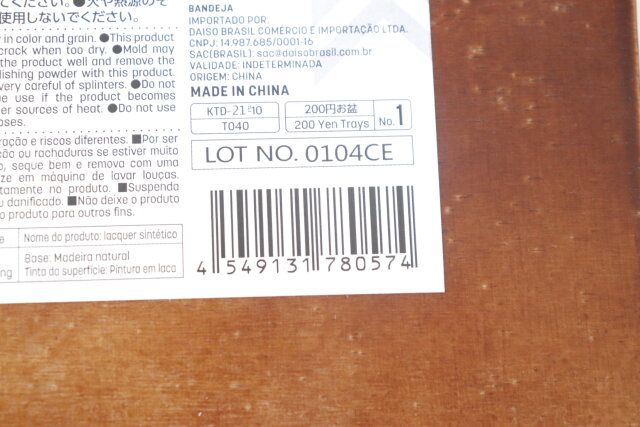 てください。●火や熱源のそ
使用しないでください。
in color and grain. ●This product
crack when too dry. ●Mold may
the product well and remove the
lishing powder with this product.
very careful of splinters. ●Do not
use if the product becomes
er sources of heat. ●Do not use
oses.
ração e riscos diferentes. ■Por ser
ção ou rachaduras se estiver muito
o, seque bem e remova com uma
ze em máquina de lavar louças.
tamente no produto. ■Suspenda
u danificado. ■Não deixe o produto
o produto para outros fins.
Nome do produto: lacquer sintético
Base: Madeira natural
Tinta da superfície: Pintura em laca
BANDEJA
IMPORTADO POR:
DAISO BRASIL COMÉRCIO E IMPORTAÇÃO LTDA.
CNPJ: 14.987.685/0001-16
SAC(BRASIL): sac@daisobrasil.com.br
VALIDADE: INDETERMINADA
ORIGEM: CHINA
MADE IN CHINA
KTD-21-º10
T040
200円お盆
200 Yen Trays
No. 1
LOT NO. 0104CE
4 549131 780574